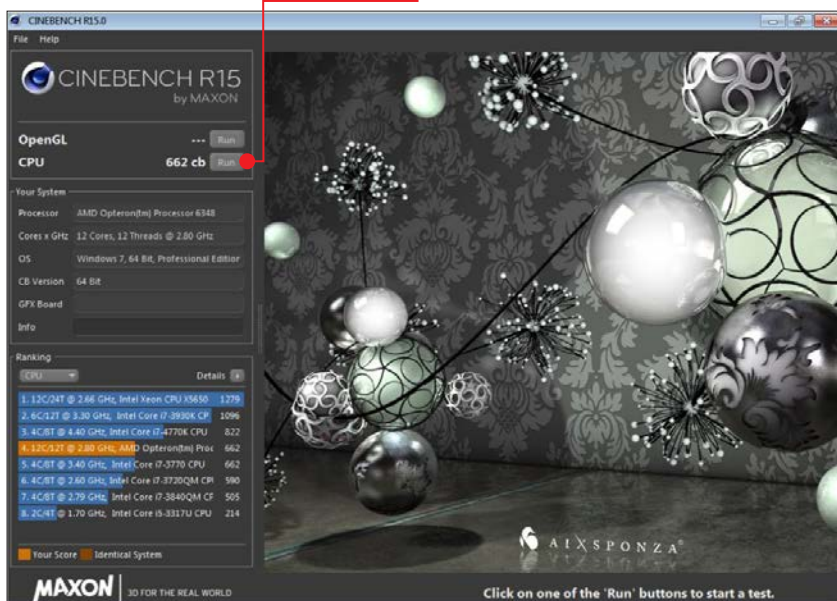 CINEBENCH R15.0
File Help
CINEBENCH R15
by MAXON
OpenGL --- Run
CPU 662 cb Run
Your System
Processor AMD Opteron(tm) Processor 6348
Cores x GHz 12 Cores, 12 Threads @ 2.80 GHz
OS Windows 7, 64 Bit, Professional Edition
CB Version 64 Bit
GFX Board
Info
Ranking
CPU Details +
1. 12C/24T @ 2.66 GHz, Intel Xeon CPU X5650 1279
2. 6C/12T @ 3.30 GHz, Intel Core i7-3930K CP 1096
3. 4C/8T @ 4.40 GHz, Intel Core i7-4770K CPU 822
4. 12C/12T @ 2.80 GHz, AMD Opteron(tm) Proc 662
5. 4C/8T @ 3.40 GHz, Intel Core i7-3770 CPU 662
6. 4C/8T @ 2.60 GHz, Intel Core i7-3720QM CPI 590
7. 4C/8T @ 2.79 GHz, Intel Core i7-3840QM CF 505
8. 2C/4T @ 1.70 GHz, Intel Core i5-3317U CPU 214
Your Score Identical System
AIXSPONZA
MAXON 3D FOR THE REAL WORLD
Click on one of the 'Run' buttons to start a test.